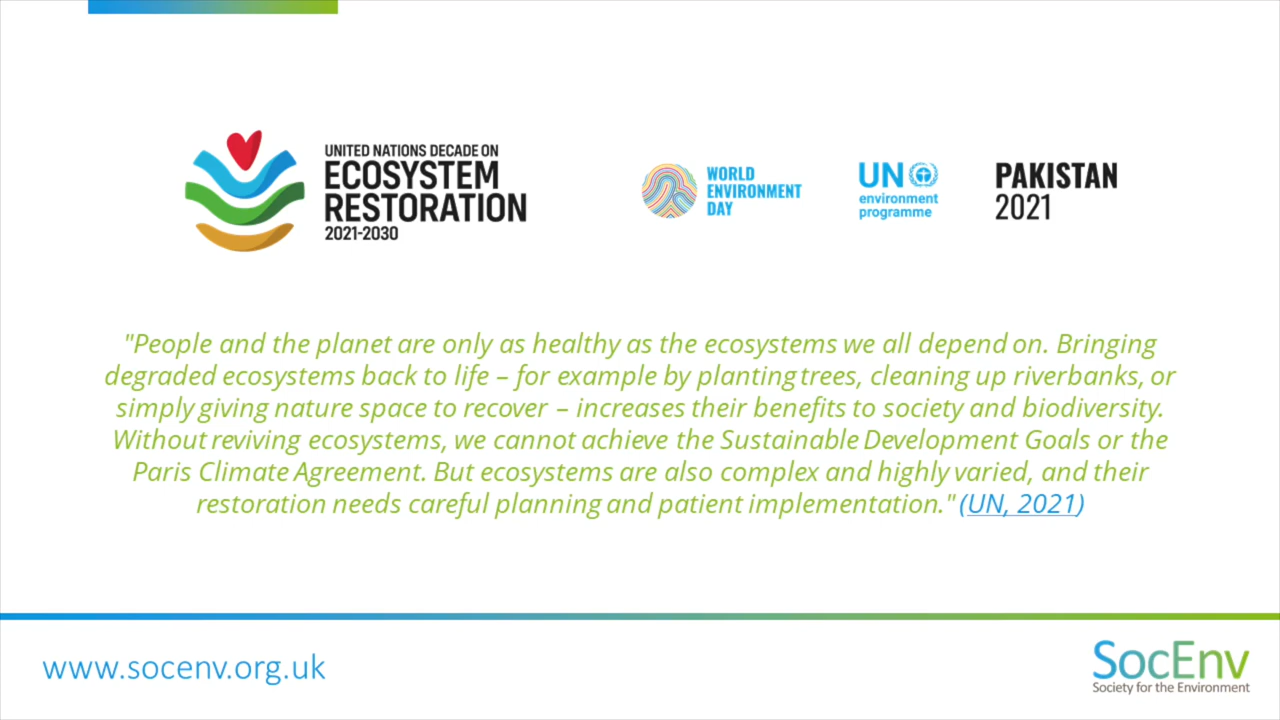 UNITED NATIONS DECADE ON
ECOSYSTEM
RESTORATION
2021-2030
WORLD
ENVIRONMENT
DAY
UN
environment
programme
PAKISTAN
2021
"People and the planet are only as healthy as the ecosystems we all depend on. Bringing
degraded ecosystems back to life – for example by planting trees, cleaning up riverbanks, or
simply giving nature space to recover – increases their benefits to society and biodiversity.
Without reviving ecosystems, we cannot achieve the Sustainable Development Goals or the
Paris Climate Agreement. But ecosystems are also complex and highly varied, and their
restoration needs careful planning and patient implementation." (UN, 2021)
www.socenv.org.uk
SocEnv
Society for the Environment